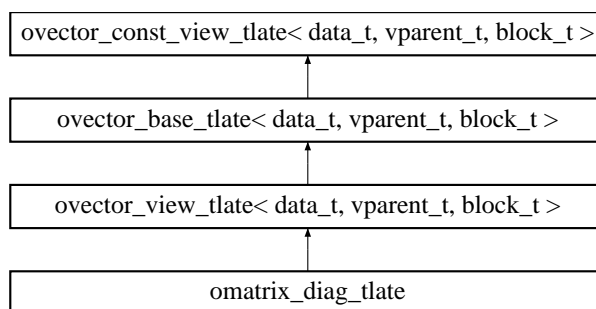 ovector_const_view_tlate< data_t, vparent_t, block_t >
ovector_base_tlate< data_t, vparent_t, block_t >
ovector_view_tlate< data_t, vparent_t, block_t >
omatrix_diag_tlate